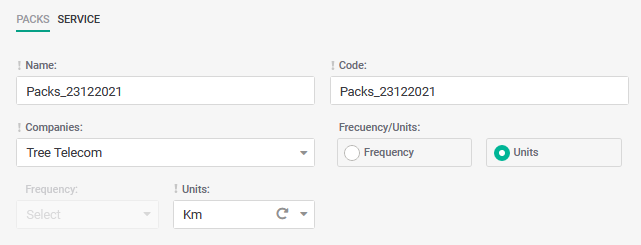 PACKS SERVICE
! Name: ! Code:
Packs_23122021 Packs_23122021
! Companies: Frecuency/Units:
Tree Telecom Frequency Units
Frequency: ! Units:
Select Km